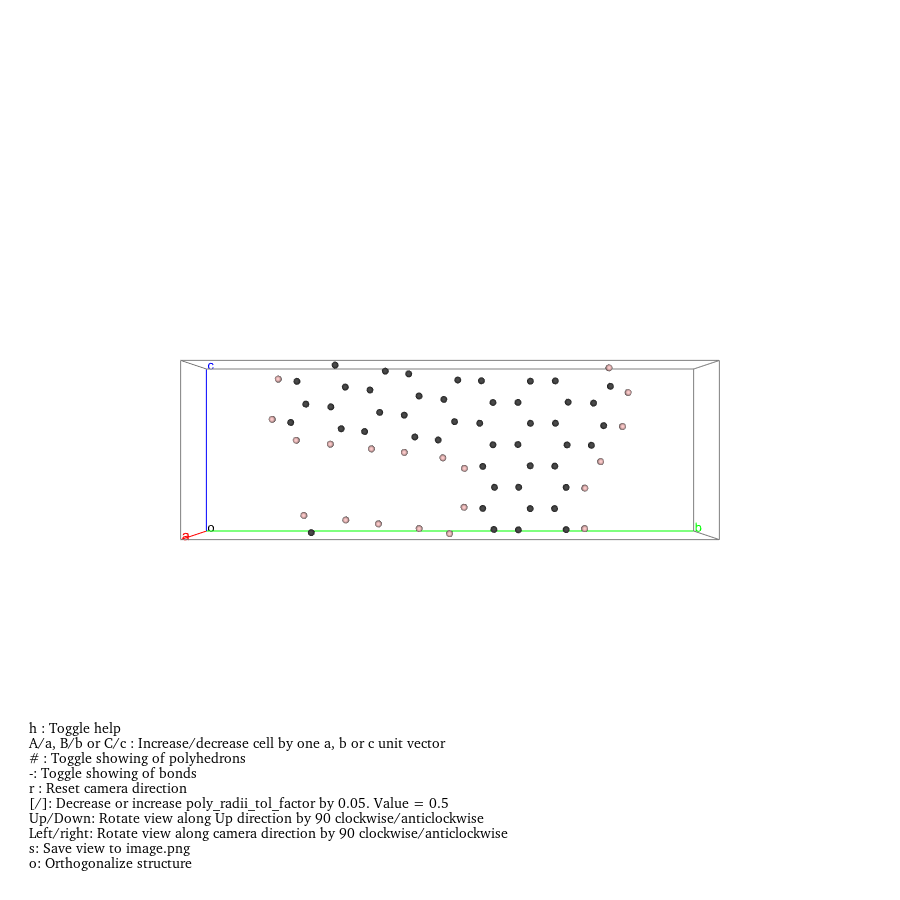 c
o
b
a
h : Toggle help
A/a, B/b or C/c : Increase/decrease cell by one a, b or c unit vector
# : Toggle showing of polyhedrons
-: Toggle showing of bonds
r : Reset camera direction
[/]: Decrease or increase poly_radii_tol_factor by 0.05. Value = 0.5
Up/Down: Rotate view along Up direction by 90 clockwise/anticlockwise
Left/right: Rotate view along camera direction by 90 clockwise/anticlockwise
s: Save view to image.png
o: Orthogonalize structure